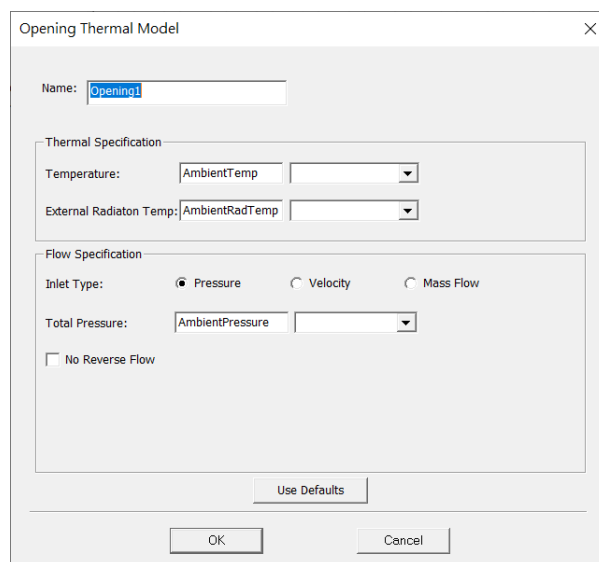 Opening Thermal Model
Name: Opening1
Thermal Specification
Temperature: AmbientTemp
External Radiaton Temp: AmbientRadTemp
Flow Specification
Inlet Type: Pressure Velocity Mass Flow
Total Pressure: AmbientPressure
No Reverse Flow
Use Defaults
OK Cancel